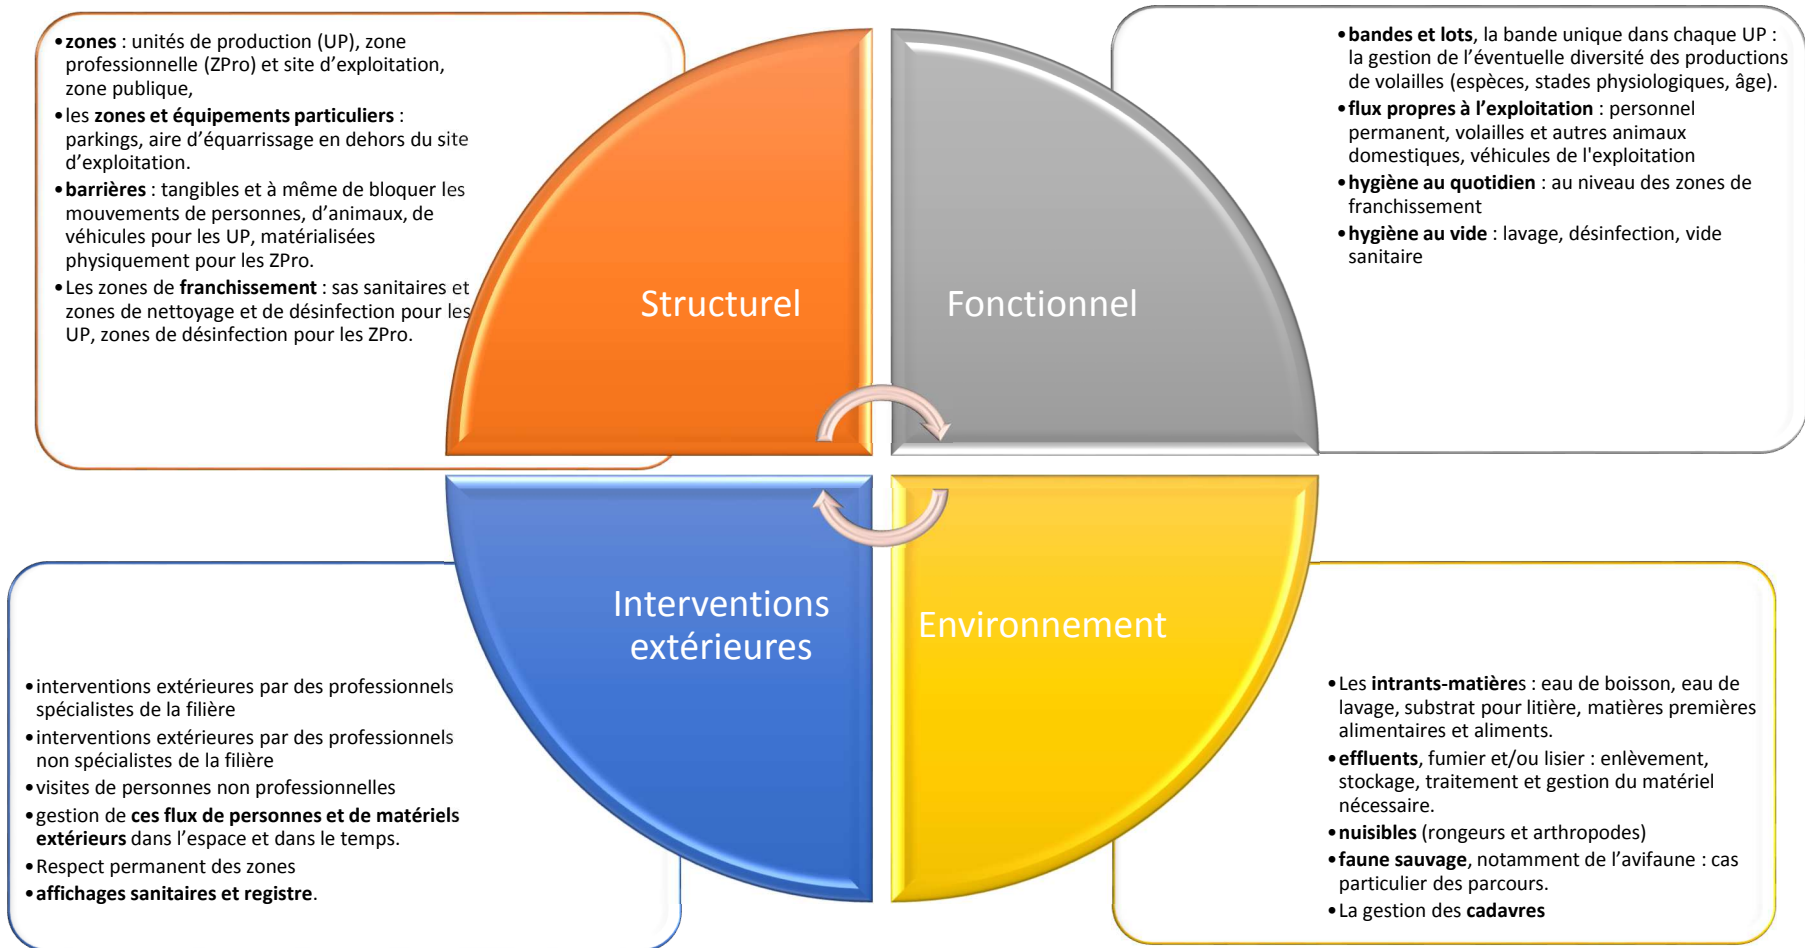 •zones : unités de production (UP), zone
professionnelle (ZPro) et site d’exploitation,
zone publique,
•les zones et équipements particuliers :
parkings, aire d’équarrissage en dehors du site
d’exploitation.
•barrières : tangibles et à même de bloquer les
mouvements de personnes, d’animaux, de
véhicules pour les UP, matérialisées
physiquement pour les ZPro.
•Les zones de franchissement : sas sanitaires et
zones de nettoyage et de désinfection pour les
UP, zones de désinfection pour les ZPro.
Structurel
•bandes et lots, la bande unique dans chaque UP :
la gestion de l’éventuelle diversité des productions
de volailles (espèces, stades physiologiques, âge).
•flux propres à l’exploitation : personnel
permanent, volailles et autres animaux
domestiques, véhicules de l'exploitation
•hygiène au quotidien : au niveau des zones de
franchissement
•hygiène au vide : lavage, désinfection, vide
sanitaire
Fonctionnel
Interventions
extérieures
•interventions extérieures par des professionnels
spécialistes de la filière
•interventions extérieures par des professionnels
non spécialistes de la filière
•visites de personnes non professionnelles
•gestion de ces flux de personnes et de matériels
extérieurs dans l’espace et dans le temps.
•Respect permanent des zones
•affichages sanitaires et registre.
Environnement
•Les intrants-matières : eau de boisson, eau de
lavage, substrat pour litière, matières premières
alimentaires et aliments.
•effluents, fumier et/ou lisier : enlèvement,
stockage, traitement et gestion du matériel
nécessaire.
•nuisibles (rongeurs et arthropodes)
•faune sauvage, notamment de l’avifaune : cas
particulier des parcours.
•La gestion des cadavres